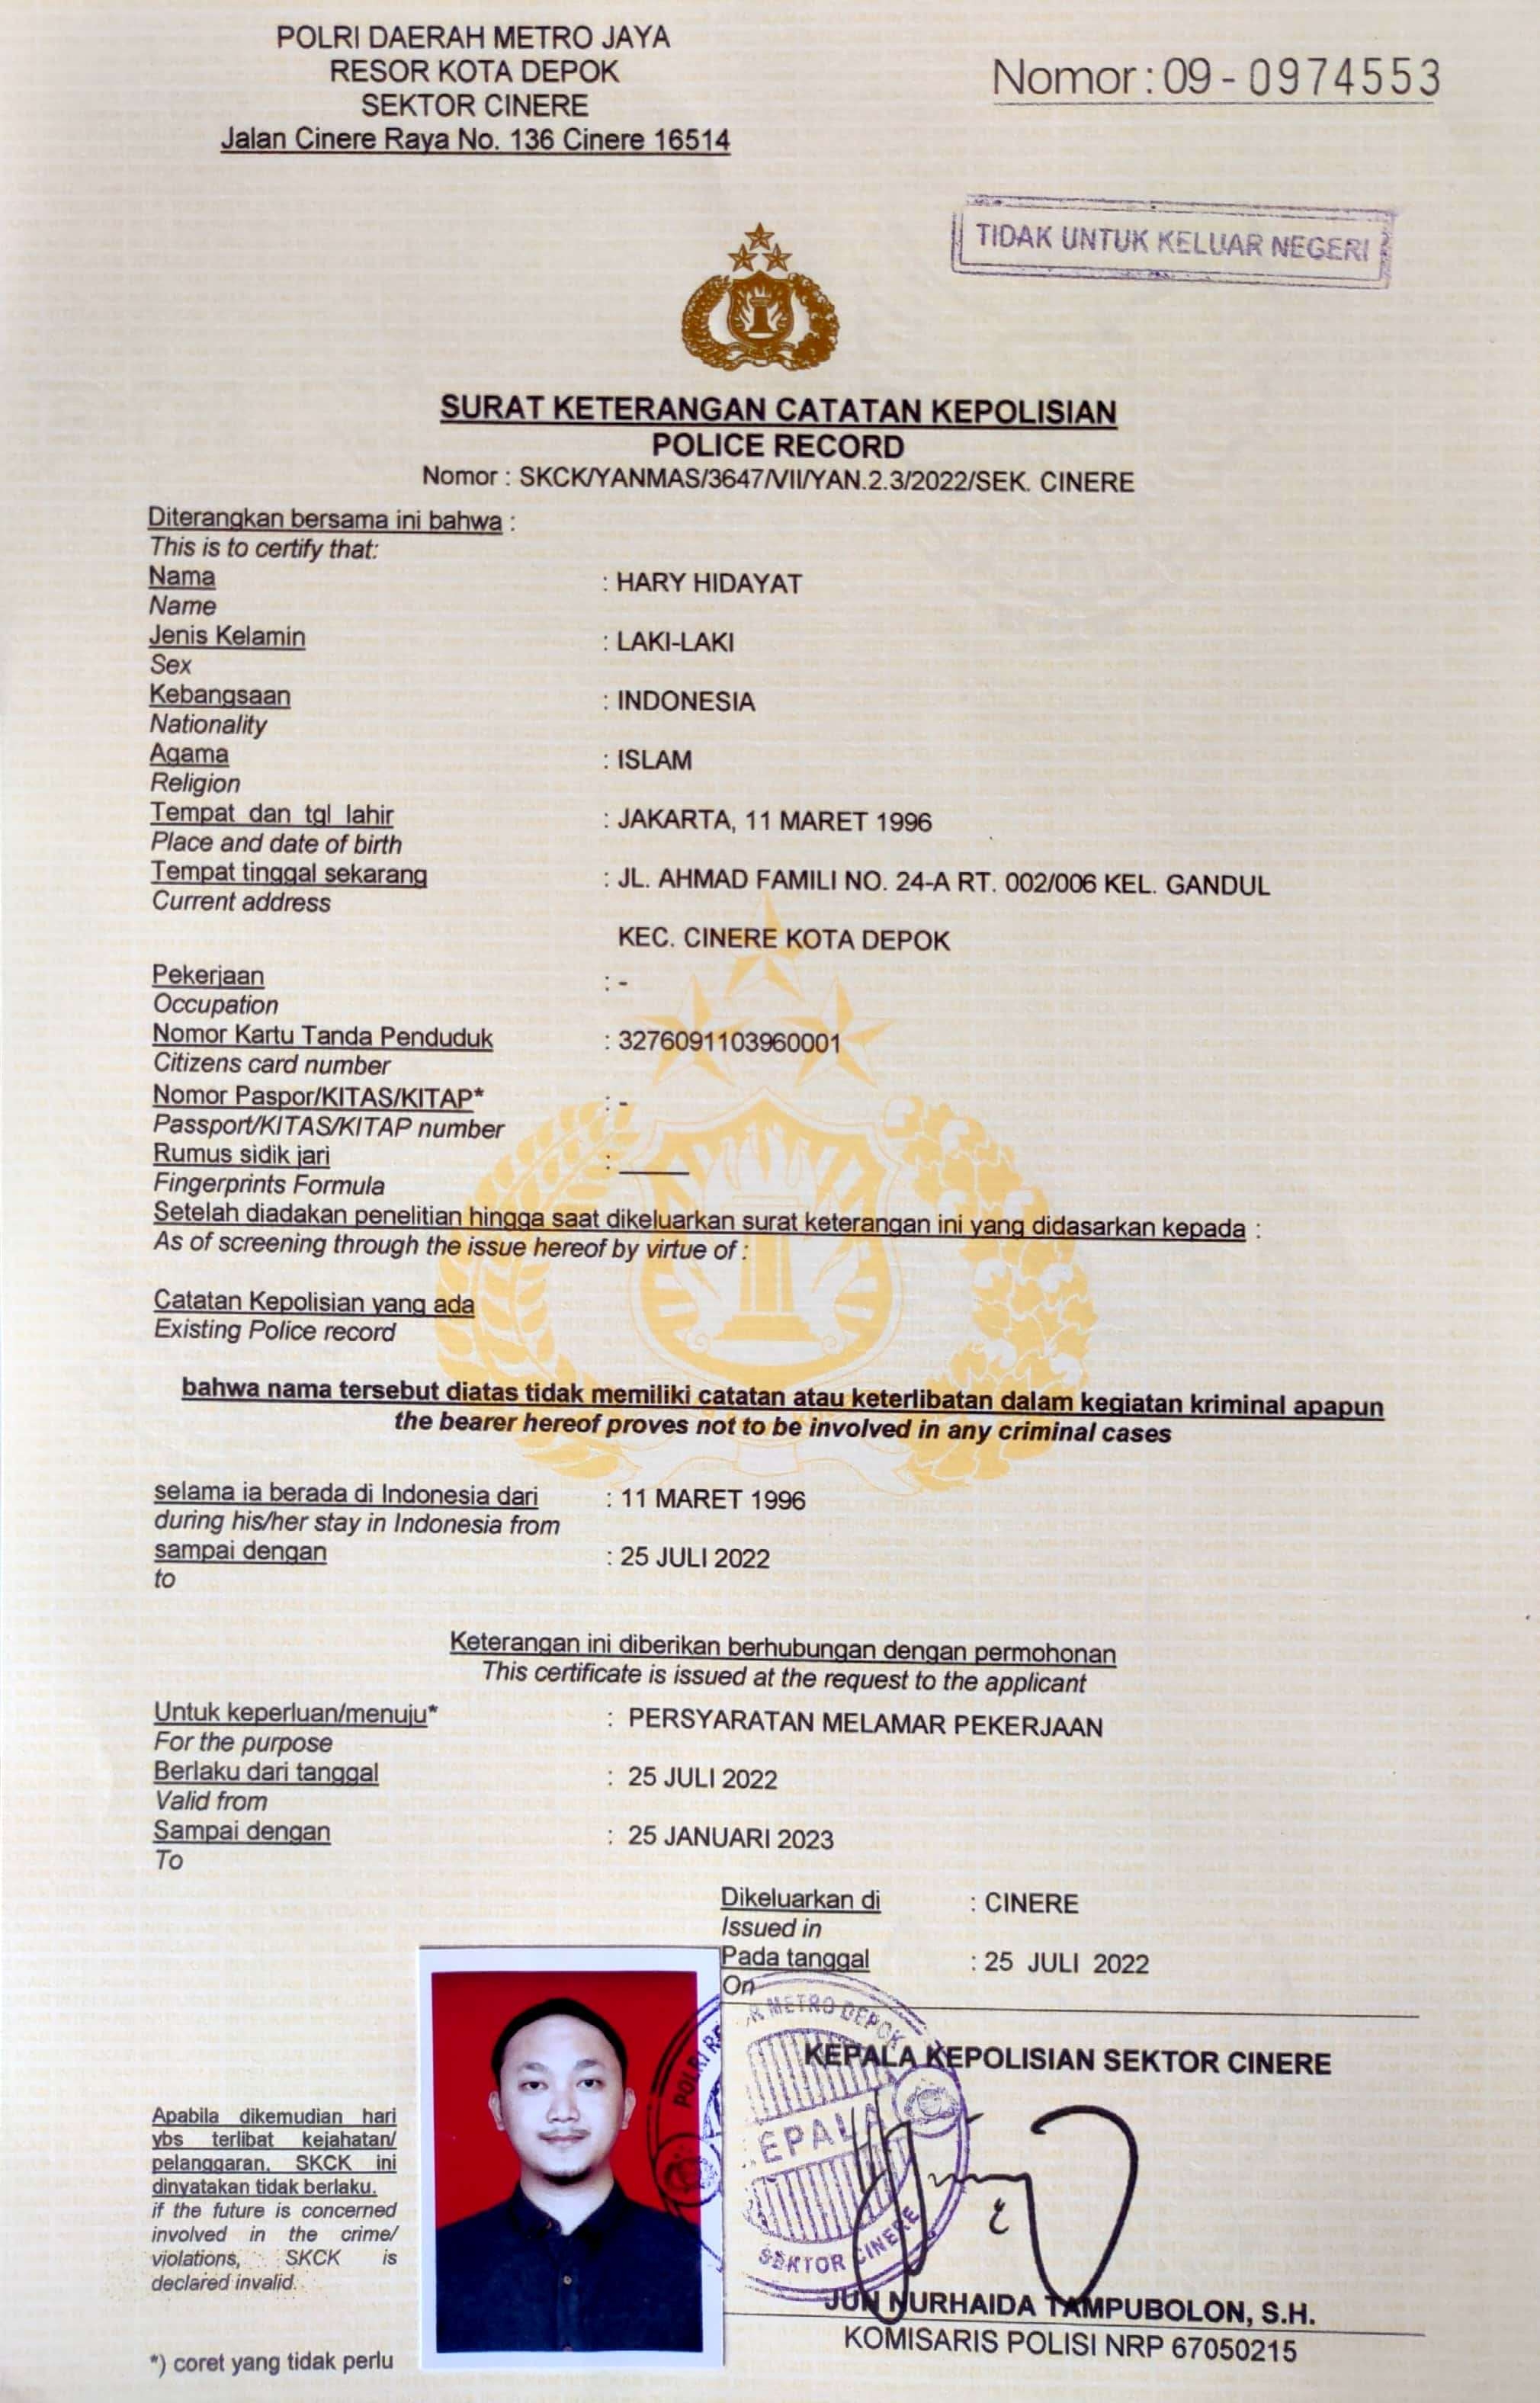 POLRI DAERAH METRO JAYA
RESOR KOTA DEPOK
SEKTOR CINERE
Jalan Cinere Raya No. 136 Cinere 16514
Nomor : 09 - 0974553
TIDAK UNTUK KELUAR NEGERI
SURAT KETERANGAN CATATAN KEPOLISIAN
POLICE RECORD
Nomor : SKCK/YANMAS/3647/VII/YAN.2.3/2022/SEK. CINERE
Diterangkan bersama ini bahwa :
This is to certify that:
Nama : HARY HIDAYAT
Name
Jenis Kelamin : LAKI-LAKI
Sex
Kebangsaan : INDONESIA
Nationality
Agama : ISLAM
Religion
Tempat dan tgl lahir : JAKARTA, 11 MARET 1996
Place and date of birth
Tempat tinggal sekarang : JL. AHMAD FAMILI NO. 24-A RT. 002/006 KEL. GANDUL
Current address
KEC. CINERE KOTA DEPOK
Pekerjaan : -
Occupation
Nomor Kartu Tanda Penduduk : 3276091103960001
Citizens card number
Nomor Paspor/KITAS/KITAP* : -
Passport/KITAS/KITAP number
Rumus sidik jari :
Fingerprints Formula
Setelah diadakan penelitian hingga saat dikeluarkan surat keterangan ini yang didasarkan kepada :
As of screening through the issue hereof by virtue of :
Catatan Kepolisian yang ada
Existing Police record
bahwa nama tersebut diatas tidak memiliki catatan atau keterlibatan dalam kegiatan kriminal apapun
the bearer hereof proves not to be involved in any criminal cases
selama ia berada di Indonesia dari : 11 MARET 1996
during his/her stay in Indonesia from
sampai dengan : 25 JULI 2022
to
Keterangan ini diberikan berhubungan dengan permohonan
This certificate is issued at the request to the applicant
Untuk keperluan/menuju* : PERSYARATAN MELAMAR PEKERJAAN
For the purpose
Berlaku dari tanggal : 25 JULI 2022
Valid from
Sampai dengan : 25 JANUARI 2023
To
Dikeluarkan di : CINERE
Issued in
Pada tanggal : 25 JULI 2022
On
METRO DEPOK
KEPALA KEPOLISIAN SEKTOR CINERE
POLRI
SEKTOR CINERE
JUN NURHAIDA TAMPUBOLON, S.H.
KOMISARIS POLISI NRP 67050215
Apabila dikemudian hari
ybs terlibat kejahatan/
pelanggaran, SKCK ini
dinyatakan tidak berlaku.
if the future is concerned
involved in the crime/
violations, SKCK is
declared invalid.
*) coret yang tidak perlu